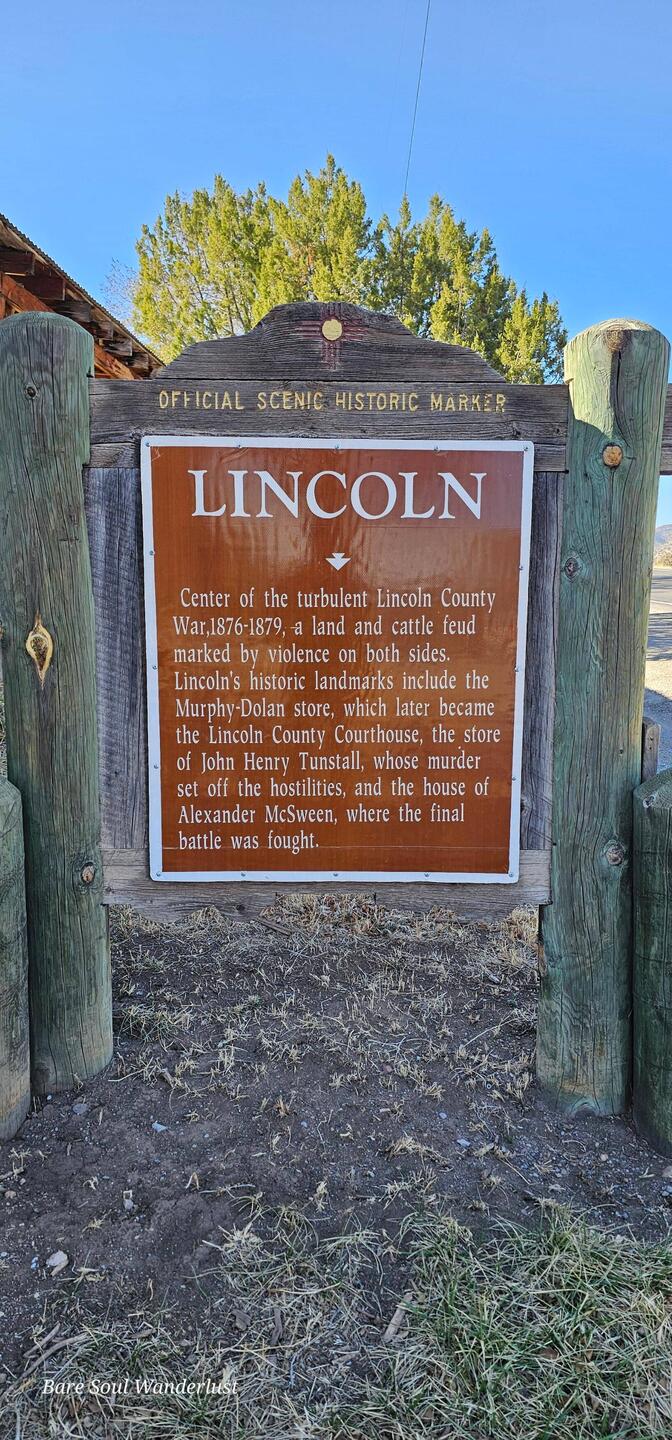 OFFICIAL SCENIC HISTORIC MARKER
LINCOLN
Center of the turbulent Lincoln County
War,1876-1879, a land and cattle feud
marked by violence on both sides.
Lincoln's historic landmarks include the
Murphy-Dolan store, which later became
the Lincoln County Courthouse, the store
of John Henry Tunstall, whose murder
set off the hostilities, and the house of
Alexander McSween, where the final
battle was fought.
Bare Soul Wanderlust